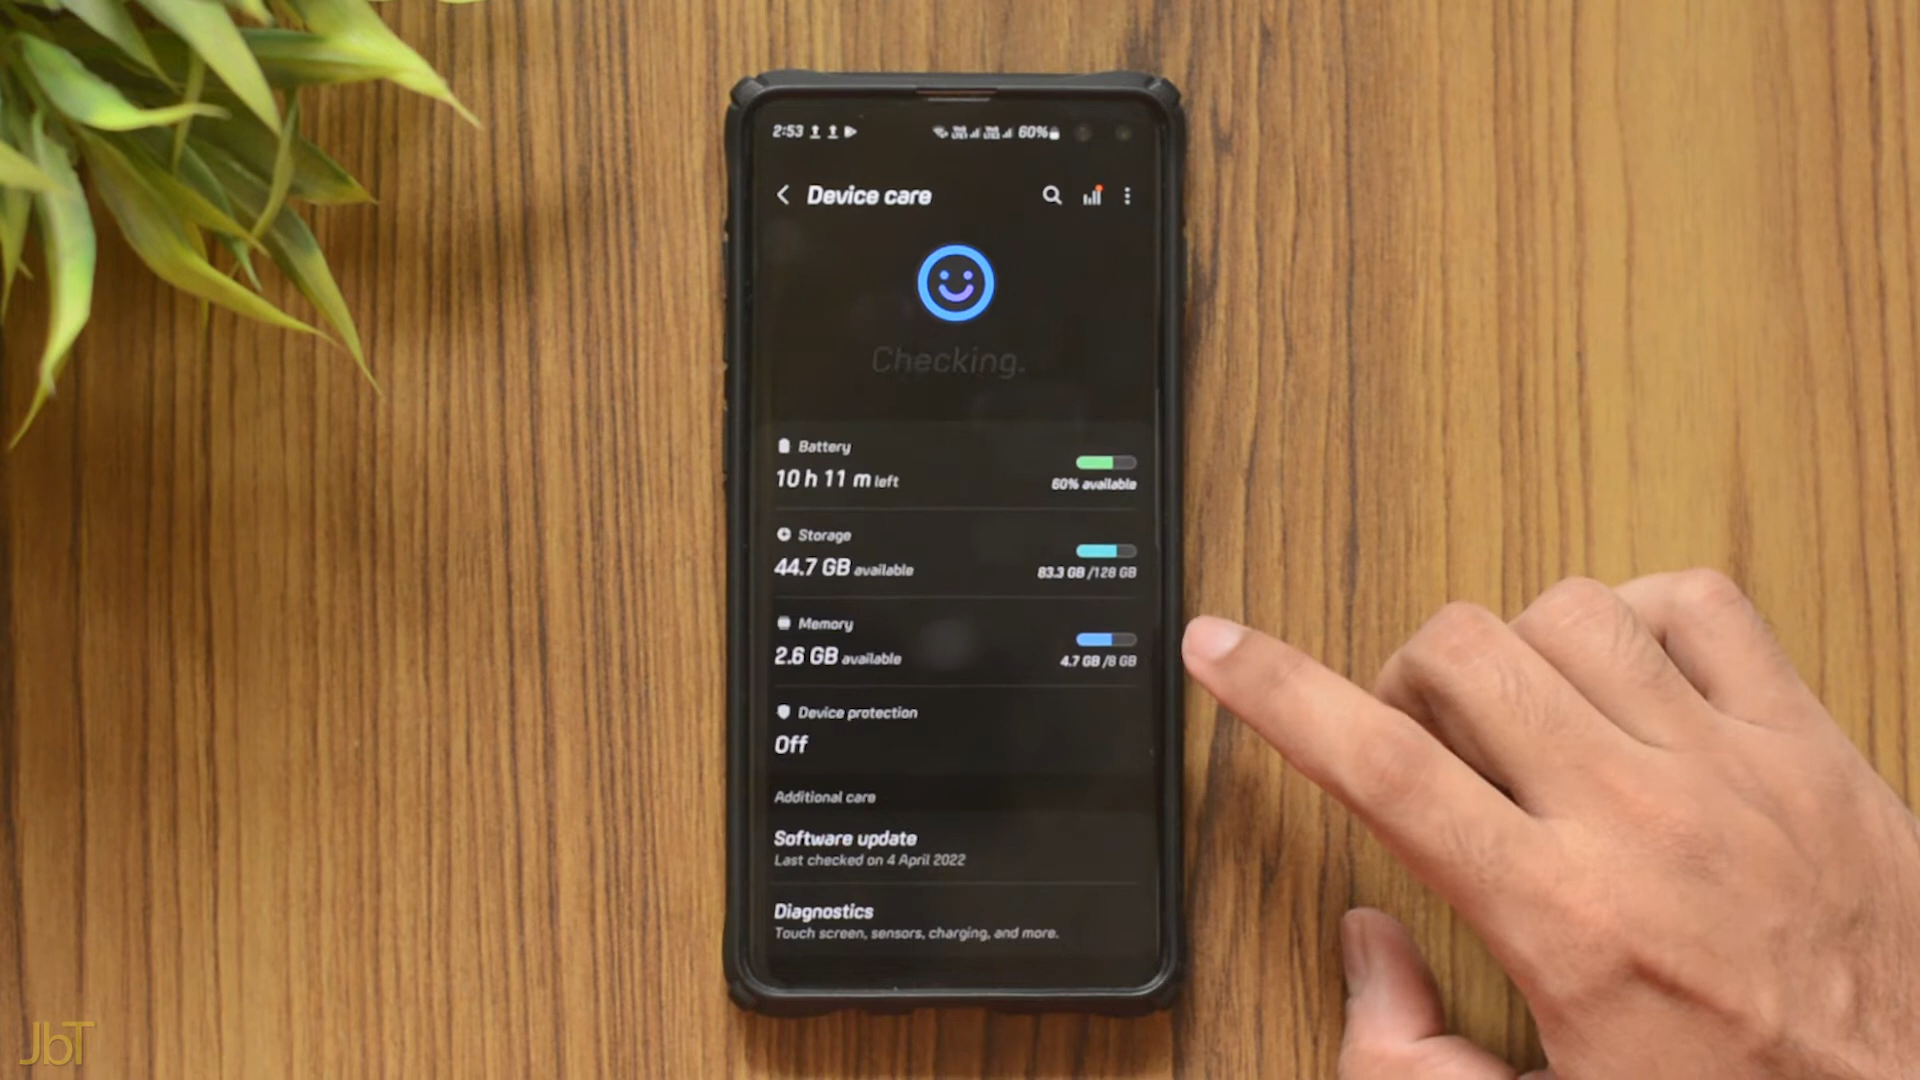 2:53 60%
Device care
Checking.
Battery
10 h 11 m left
60% available
Storage
44.7 GB available
83.3 GB /128 GB
Memory
2.6 GB available
4.7 GB /8 GB
Device protection
Off
Additional care
Software update
Last checked on 4 April 2022
Diagnostics
Touch screen, sensors, charging, and more.
JbT